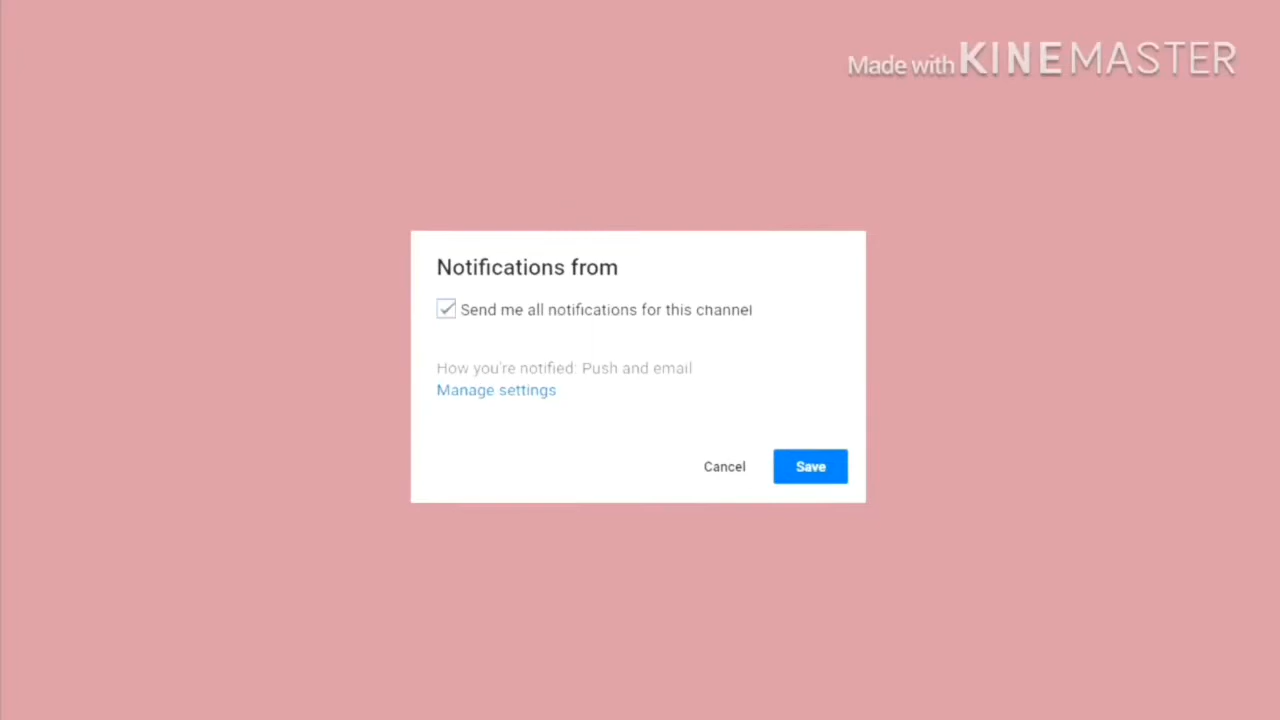 Made with KINEMASTER
Notifications from
Send me all notifications for this channel
How you're notified: Push and email
Manage settings
Cancel
Save